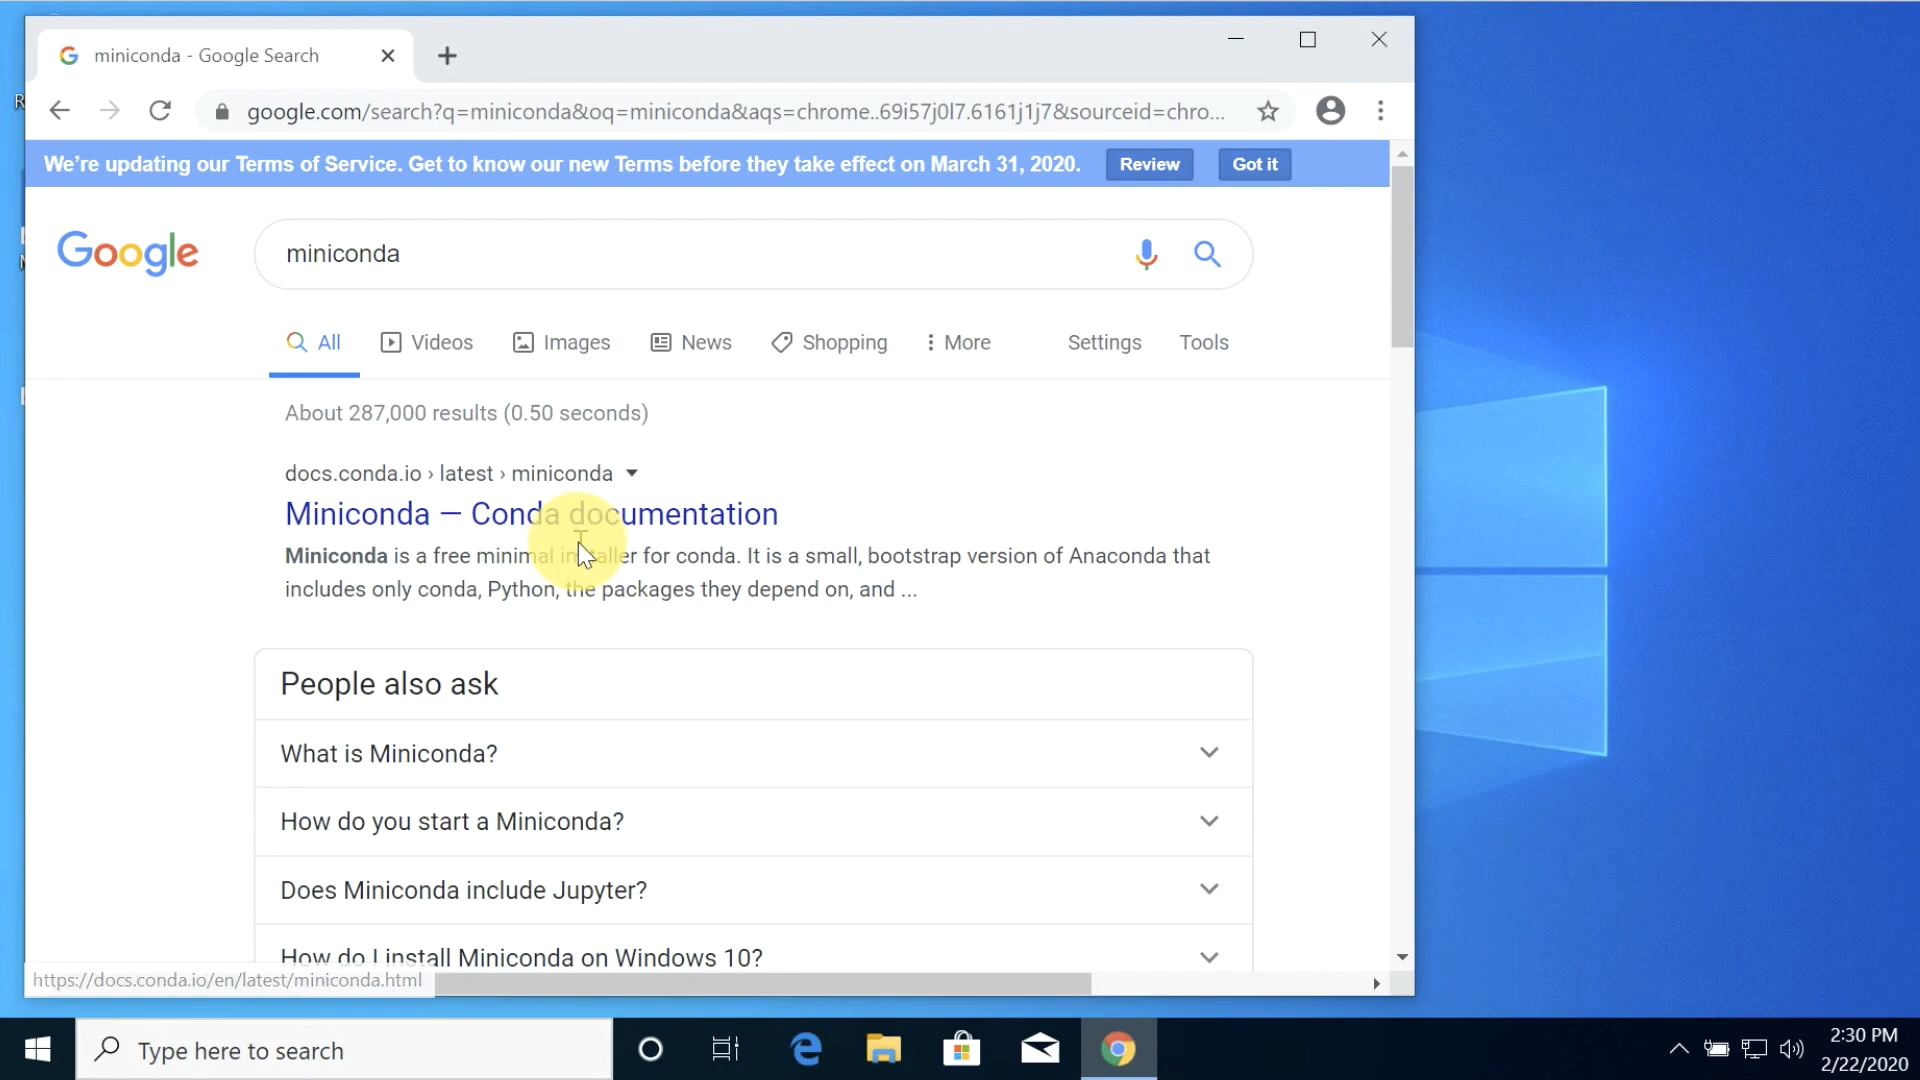 miniconda - Google Search
google.com/search?q=miniconda&oq=miniconda&aqs=chrome..69i57j0l7.6161j1j7&sourceid=chro...
We're updating our Terms of Service. Get to know our new Terms before they take effect on March 31, 2020. Review Got it
Google miniconda
All Videos Images News Shopping More Settings Tools
About 287,000 results (0.50 seconds)
docs.conda.io › latest › miniconda
Miniconda — Conda documentation
Miniconda is a free minimal installer for conda. It is a small, bootstrap version of Anaconda that
includes only conda, Python, the packages they depend on, and ...
People also ask
What is Miniconda?
How do you start a Miniconda?
Does Miniconda include Jupyter?
How do I install Miniconda on Windows 10?
https://docs.conda.io/en/latest/miniconda.html
Type here to search
2:30 PM
2/22/2020